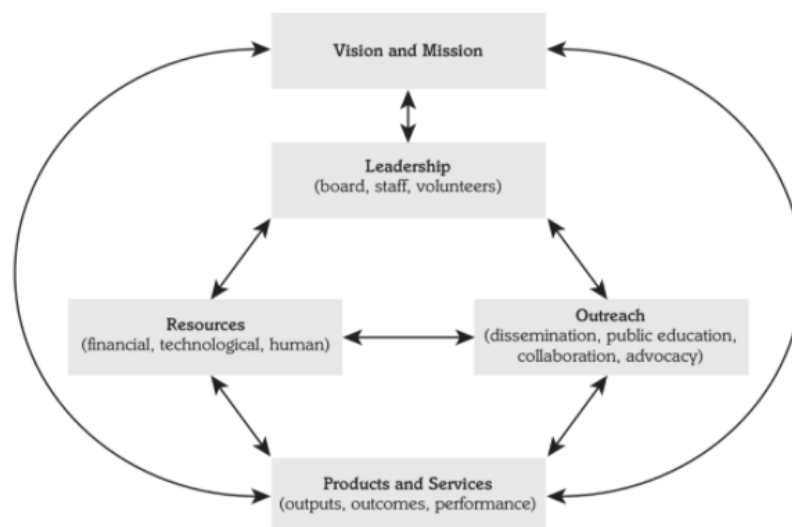 Vision and Mission
Leadership
(board, staff, volunteers)
Resources
(financial, technological, human)
Outreach
(dissemination, public education,
collaboration, advocacy)
Products and Services
(outputs, outcomes, performance)